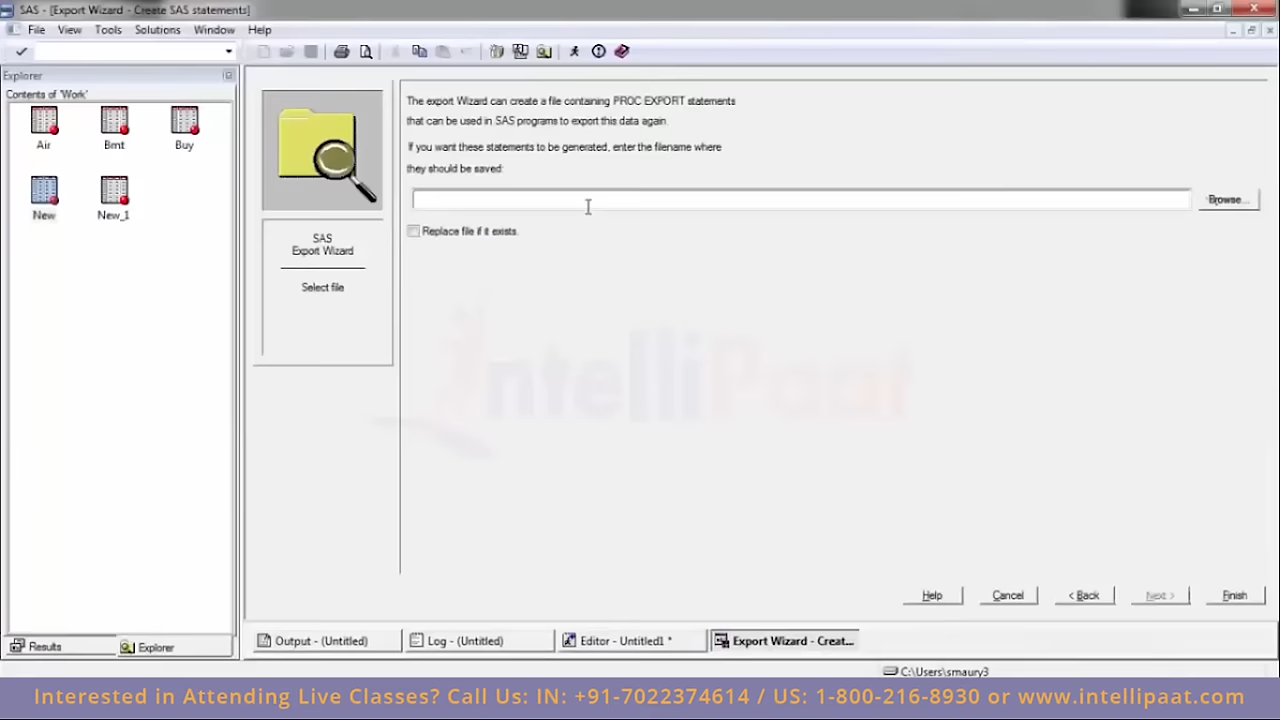 SAS - [Export Wizard - Create SAS statements]
File View Tools Solutions Window Help
Explorer
Contents of 'Work'
Air Bmt Buy
New New_1
SAS
Export Wizard
Select file
The export Wizard can create a file containing PROC EXPORT statements
that can be used in SAS programs to export this data again.
If you want these statements to be generated, enter the filename where
they should be saved:
Browse...
Replace file if it exists.
IntelliPaat
Help Cancel < Back Next > Finish
Results Explorer
Output - (Untitled) Log - (Untitled) Editor - Untitled1 * Export Wizard - Creat...
C:\Users\smaury3
Interested in Attending Live Classes? Call Us: IN: +91-7022374614 / US: 1-800-216-8930 or www.intellipaat.com